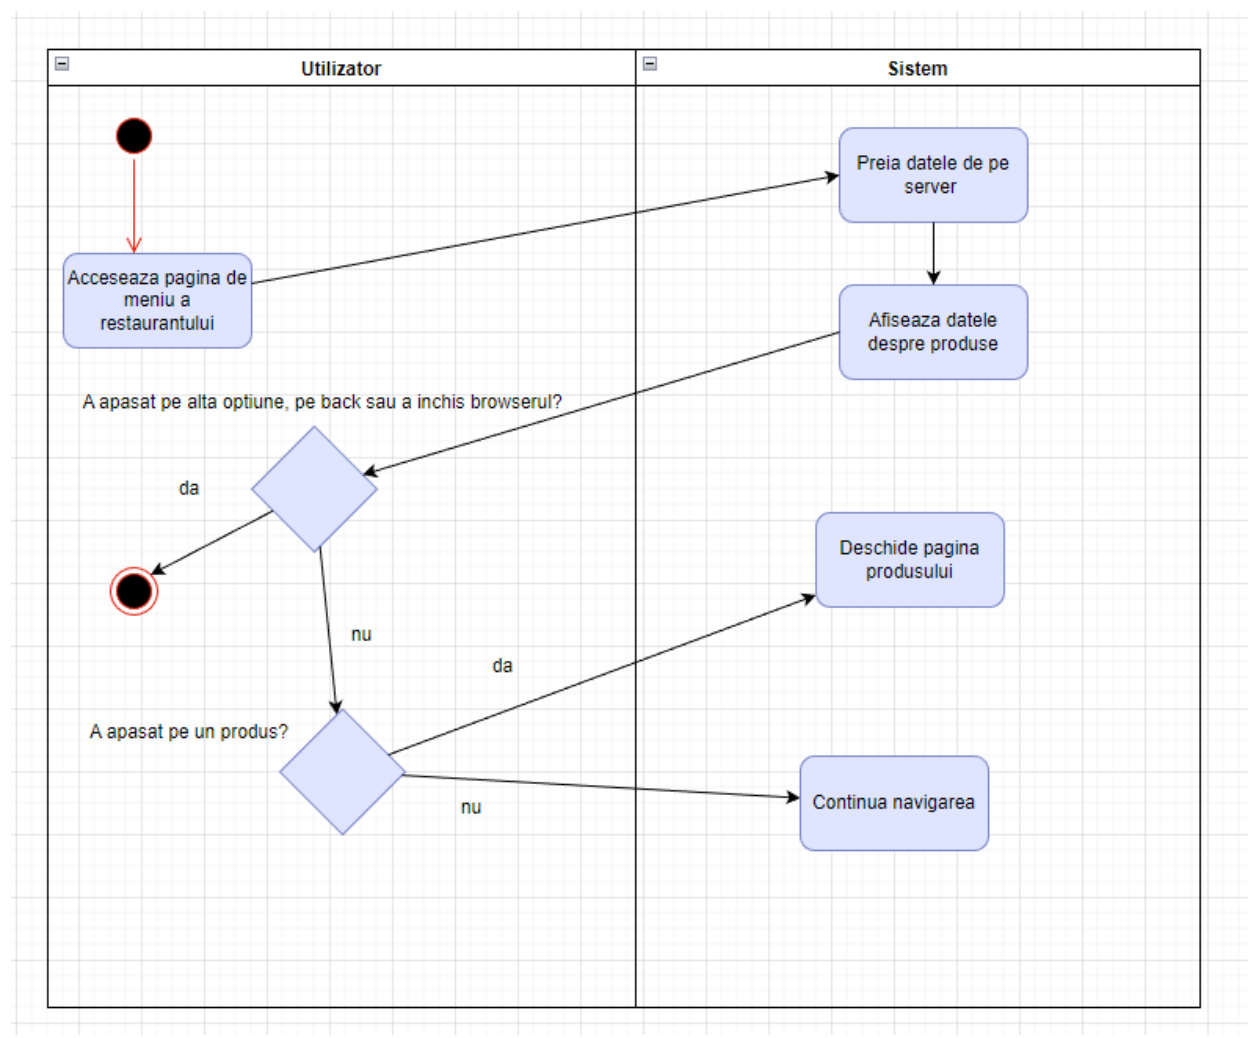 Utilizator
Sistem
Preia datele de pe
server
Acceseaza pagina de
meniu a
restaurantului
Afiseaza datele
despre produse
A apasat pe alta optiune, pe back sau a inchis browserul?
da
Deschide pagina
produsului
nu
da
A apasat pe un produs?
nu
Continua navigarea